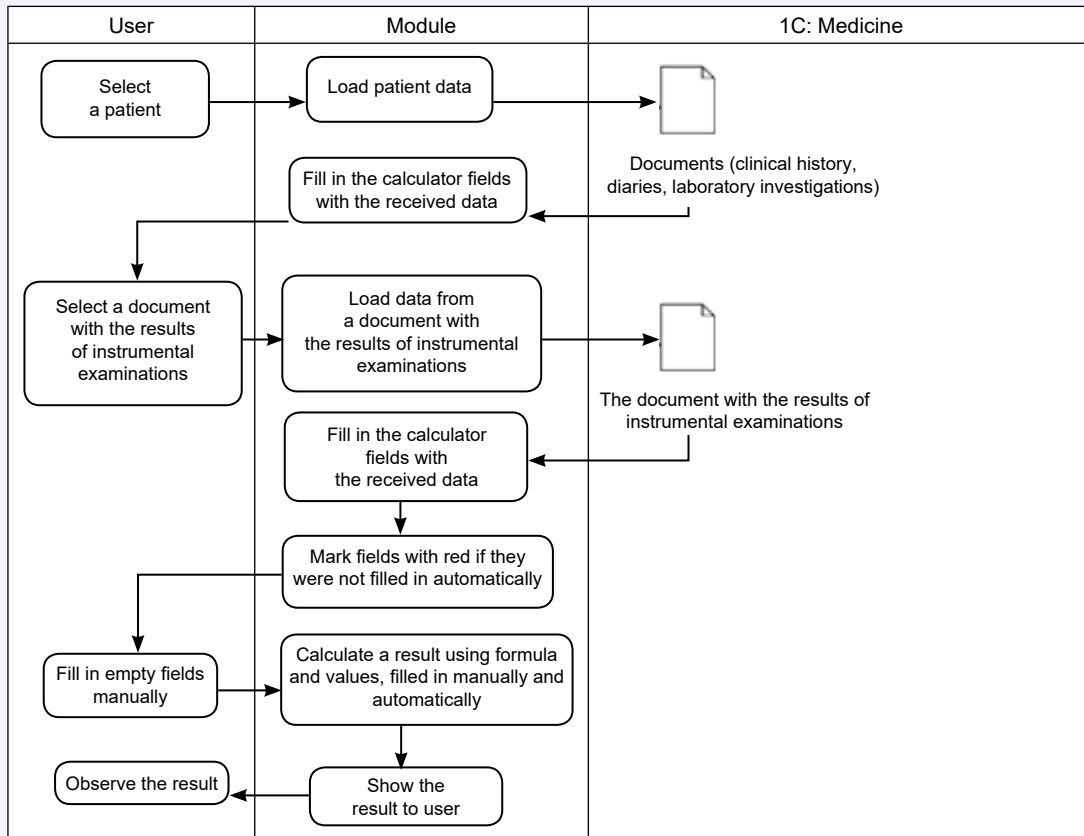 User
Module
1C: Medicine
Select
a patient
Load patient data
Documents (clinical history,
diaries, laboratory investigations)
Fill in the calculator fields
with the received data
Select a document
with the results
of instrumental
examinations
Load data from
a document with
the results of instrumental
examinations
The document with the results of
instrumental examinations
Fill in the calculator
fields with
the received data
Mark fields with red if they
were not filled in automatically
Fill in empty fields
manually
Calculate a result using formula
and values, filled in manually and
automatically
Show the
result to user
Observe the result